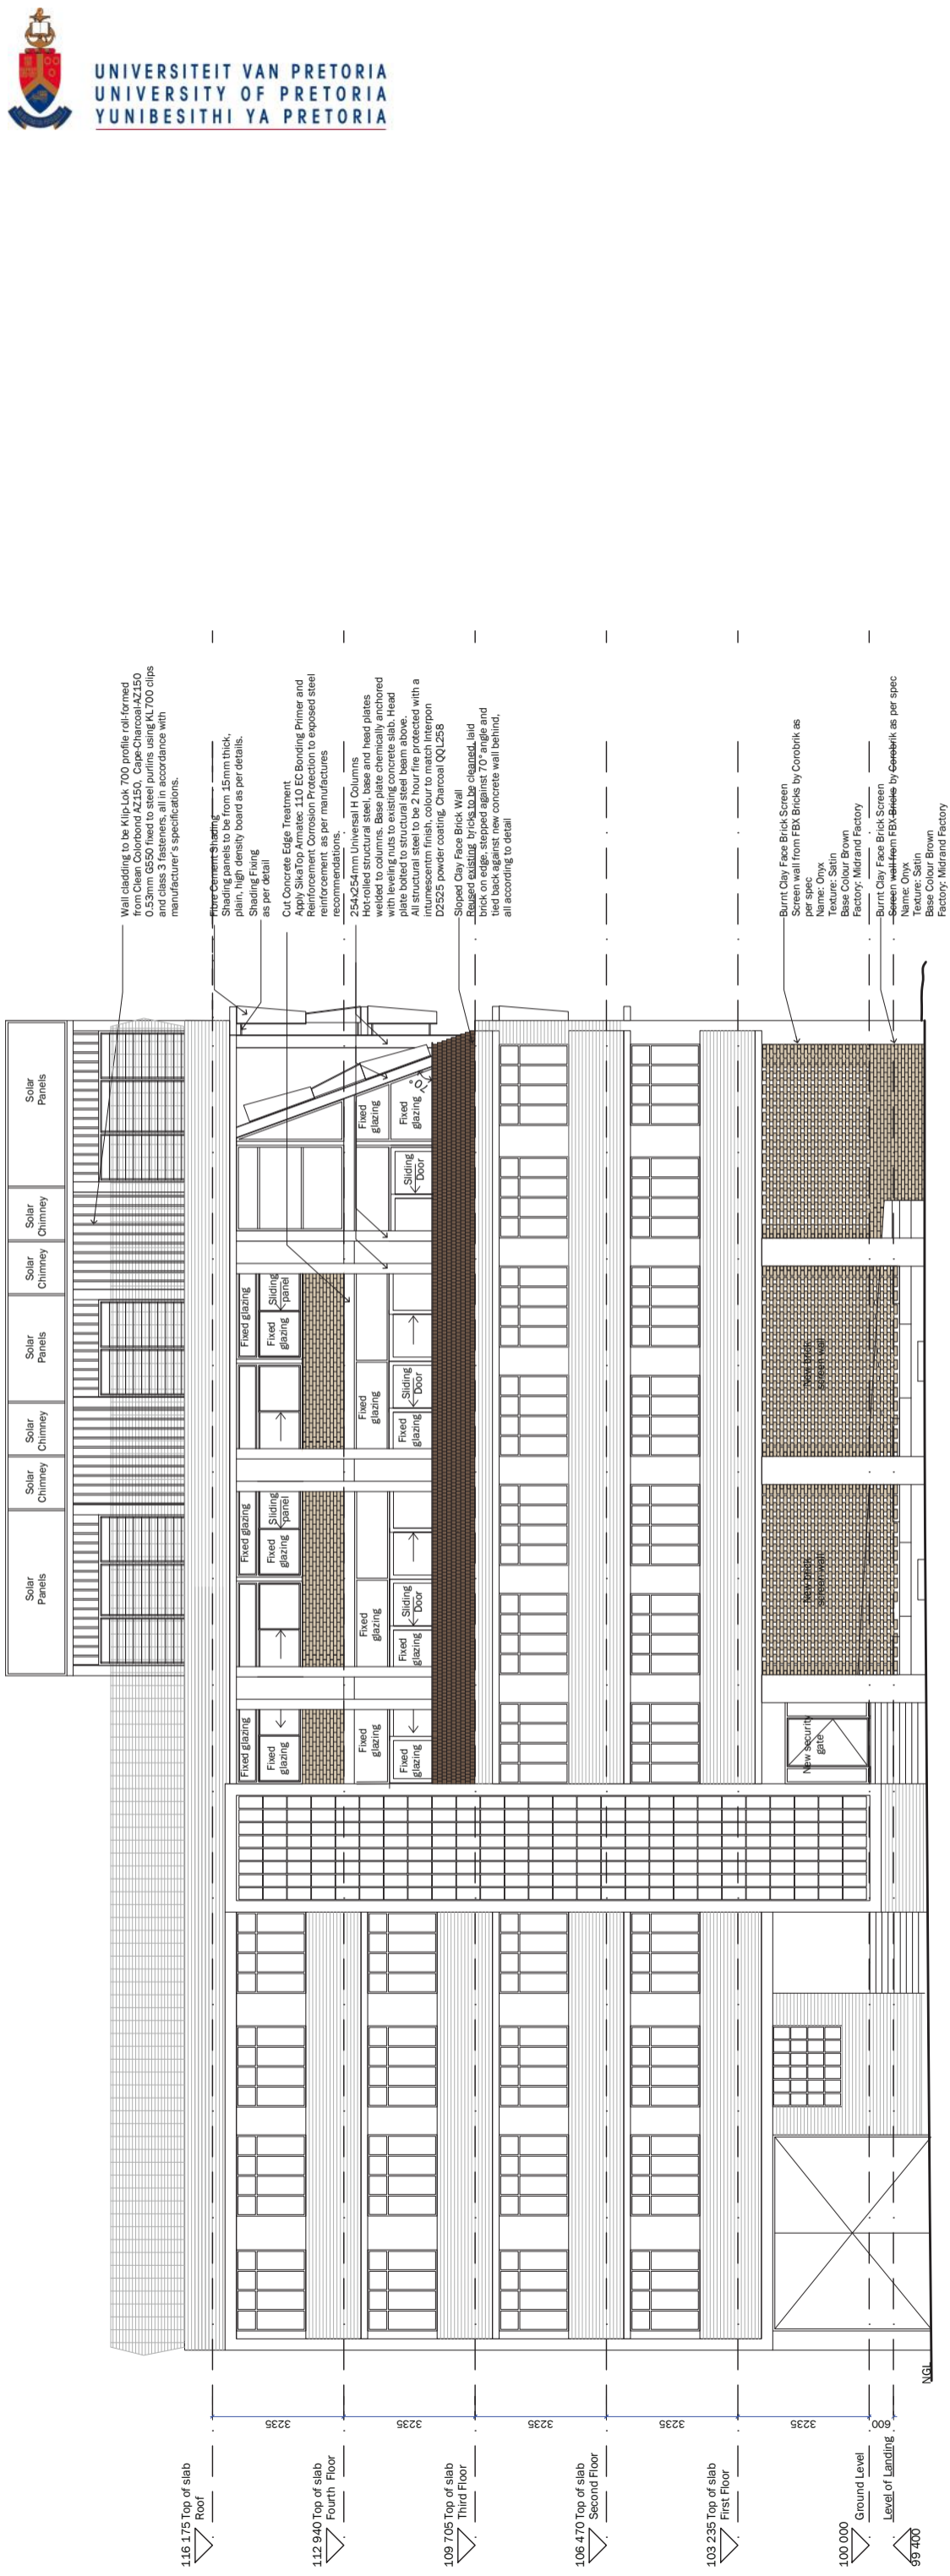 UNIVERSITEIT VAN PRETORIA
UNIVERSITY OF PRETORIA
YUNIBESITHI YA PRETORIA
Solar
Panels
Solar
Chimney
Solar
Chimney
Solar
Panels
Solar
Chimney
Solar
Chimney
Solar
Panels
Wall cladding to be Klip-Lok 700 profile roll-formed
from Clean Colorbond AZ150, Cape-Charcoal-AZ150
0.53mm G550 fixed to steel purlins using KL700 clips
and class 3 fasteners, all in accordance with
manufacturer's specifications.
Fibre Cement Shading
Shading panels to be from 15mm thick,
plain, high density board as per details.
Shading Fixing
as per detail
Cut Concrete Edge Treatment
Apply SikaTop Armatec 110 EC Bonding Primer and
Reinforcement Corrosion Protection to exposed steel
reinforcement as per manufactures
recommendations.
254x254mm Universal H Columns
Hot-rolled structural steel, base and head plates
welded to columns. Base plate chemically anchored
with leveling nuts to existing concrete slab. Head
plate bolted to structural steel beam above.
All structural steel to be 2 hour fire protected with a
intumescentm finish, colour to match Interpon
D2525 powder coating, Charcoal QQL258
Sloped Clay Face Brick Wall
Reused existing bricks to be cleaned, laid
brick on edge, stepped against 70° angle and
tied back against new concrete wall behind,
all according to detail
Burnt Clay Face Brick Screen
Screen wall from FBX Bricks by Corobrik as
per spec
Name: Onyx
Texture: Satin
Base Colour Brown
Factory: Midrand Factory
Burnt Clay Face Brick Screen
Screen wall from FBX Bricks by Corobrik as per spec
Name: Onyx
Texture: Satin
Base Colour Brown
Factory: Midrand Factory
Fixed glazing
Fixed
glazing
Fixed glazing
Fixed
glazing
Sliding
panel
Fixed glazing
Fixed
glazing
Sliding
panel
Fixed
glazing
Fixed
glazing
Fixed
glazing
Fixed
glazing
Sliding
Door
Fixed
glazing
Fixed
glazing
Sliding
Door
Sliding
Door
Fixed
glazing
Fixed
glazing
70°
New security
gate
New brick
screen wall
New brick
screen wall
NGL
3235
3235
3235
3235
3235
600
116 175 Top of slab
Roof
112 940 Top of slab
Fourth Floor
109 705 Top of slab
Third Floor
106 470 Top of slab
Second Floor
103 235 Top of slab
First Floor
100 000 Ground Level
Level of Landing
99 400